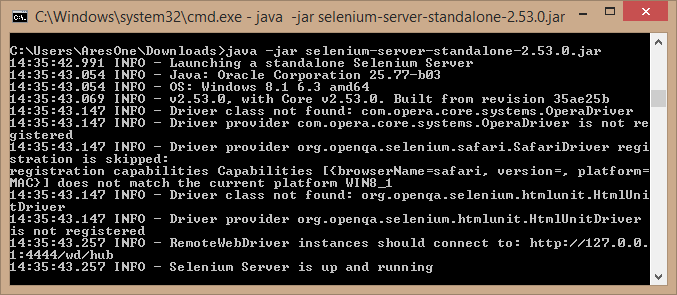 C:\Windows\system32\cmd.exe - java  -jar selenium-server-standalone-2.53.0.jar
C:\Users\AresOne\Downloads>java -jar selenium-server-standalone-2.53.0.jar
14:35:42.991 INFO - Launching a standalone Selenium Server
14:35:43.054 INFO - Java: Oracle Corporation 25.77-b03
14:35:43.054 INFO - OS: Windows 8.1 6.3 amd64
14:35:43.069 INFO - v2.53.0, with Core v2.53.0. Built from revision 35ae25b
14:35:43.147 INFO - Driver class not found: com.opera.core.systems.OperaDriver
14:35:43.147 INFO - Driver provider com.opera.core.systems.OperaDriver is not re
gistered
14:35:43.147 INFO - Driver provider org.openqa.selenium.safari.SafariDriver regi
stration is skipped:
registration capabilities Capabilities [{browserName=safari, version=, platform=
MAC}] does not match the current platform WIN8_1
14:35:43.147 INFO - Driver class not found: org.openqa.selenium.htmlunit.HtmlUni
tDriver
14:35:43.147 INFO - Driver provider org.openqa.selenium.htmlunit.HtmlUnitDriver
is not registered
14:35:43.257 INFO - RemoteWebDriver instances should connect to: http://127.0.0.
1:4444/wd/hub
14:35:43.257 INFO - Selenium Server is up and running